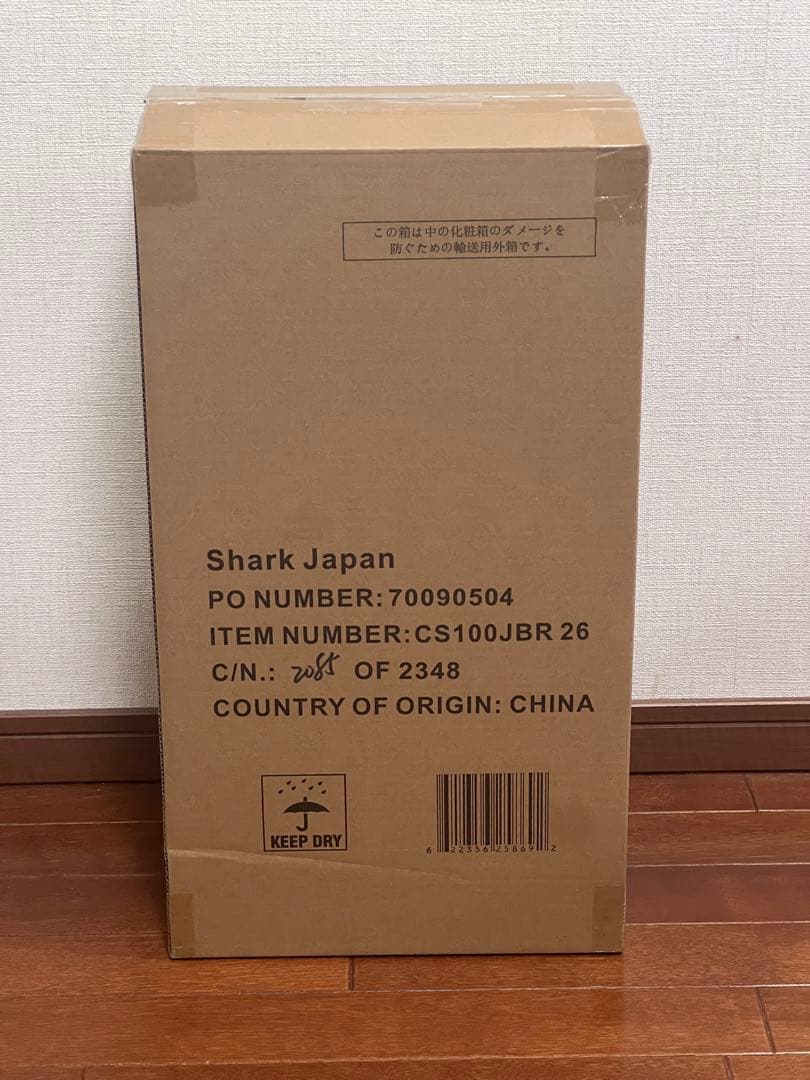 この箱は中の化粧箱のダメージを
防ぐための輸送用外箱です。
Shark Japan
PO NUMBER: 70090504
ITEM NUMBER:CS100JBR 26
C/N.: 2085 OF 2348
COUNTRY OF ORIGIN: CHINA
KEEP DRY
6 22356 25869 2